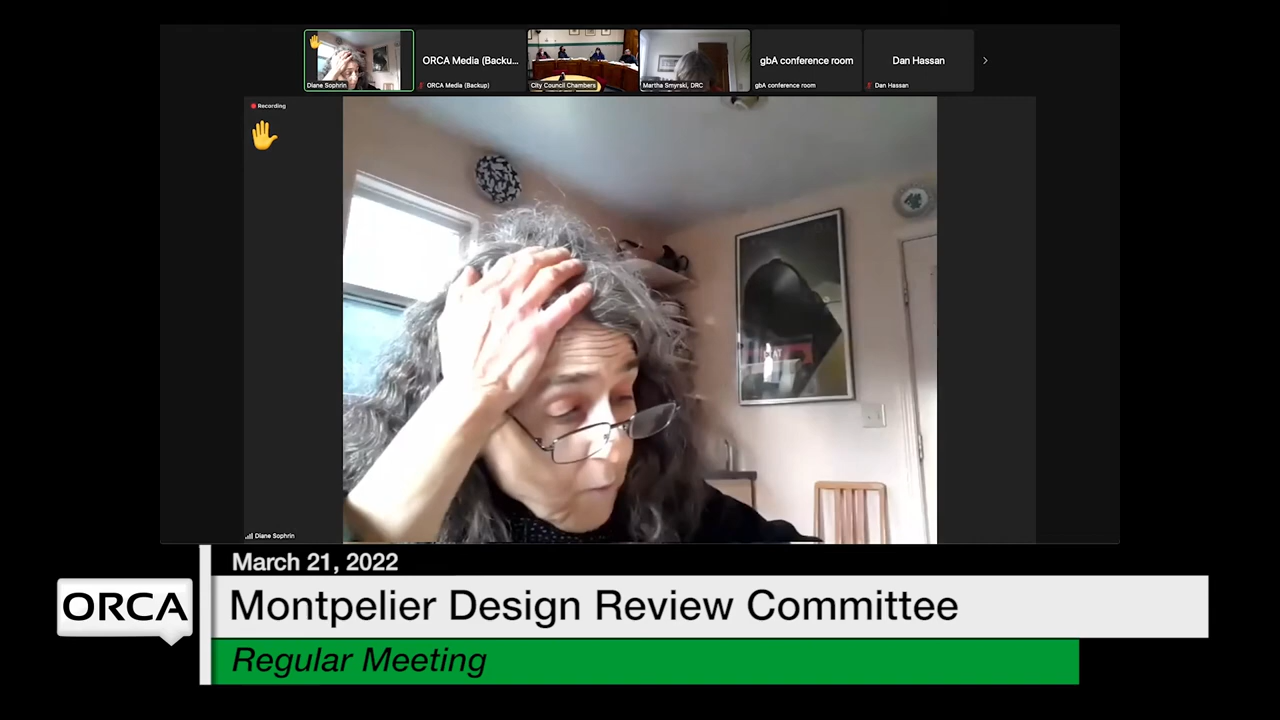 Diane Sophrin
ORCA Media (Backu...
ORCA Media (Backup)
City Council Chambers
Martha Smyrski, DRC
gbA conference room
gbA conference room
Dan Hassan
Dan Hassan
Recording
Diane Sophrin
March 21, 2022
ORCA
Montpelier Design Review Committee
Regular Meeting